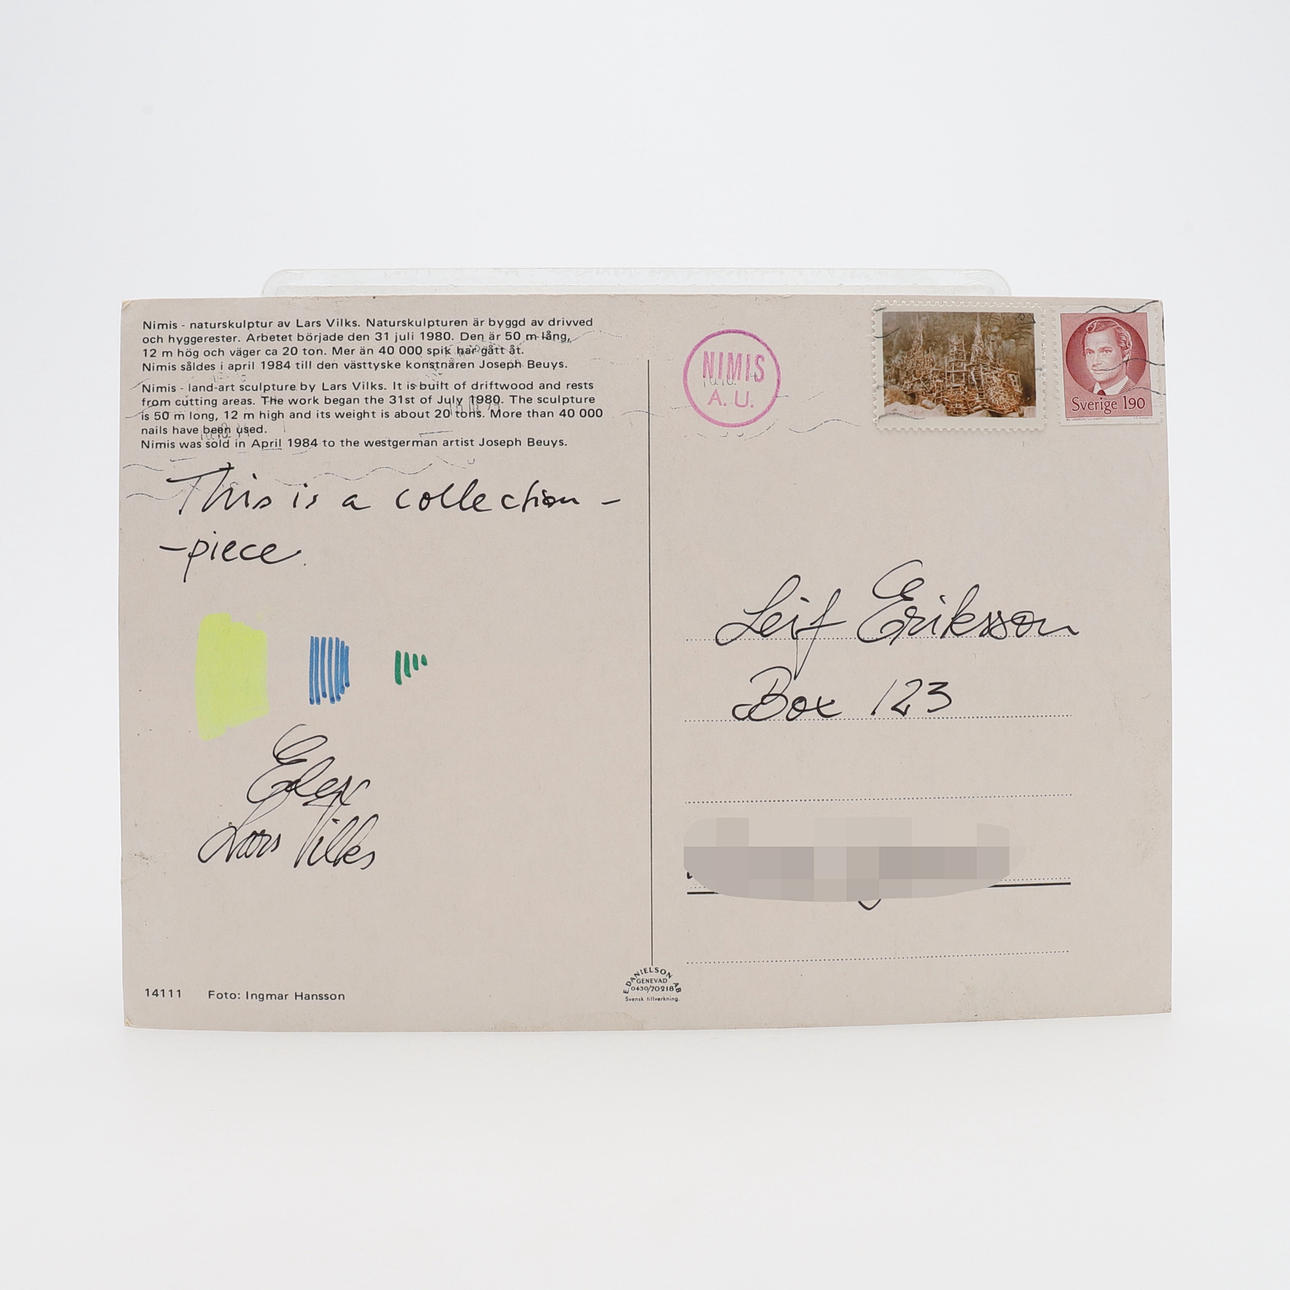 Nimis - naturskulptur av Lars Vilks. Naturskulpturen är byggd av drivved
och hyggerester. Arbetet började den 31 juli 1980. Den är 50 m lång,
12 m hög och väger ca 20 ton. Mer än 40 000 spik har gått åt.
Nimis såldes i april 1984 till den västtyske konstnären Joseph Beuys.
Nimis - land-art sculpture by Lars Vilks. It is built of driftwood and rests
from cutting areas. The work began the 31st of July 1980. The sculpture
is 50 m long, 12 m high and its weight is about 20 tons. More than 40 000
nails have been used.
Nimis was sold in April 1984 to the westgerman artist Joseph Beuys.
This is a collection -
-piece.
Lars Vilks
14111 Foto: Ingmar Hansson
E. DANIELSON AB
GENEVAD
0430/70218
Svensk tillverkning.
NIMIS
A. U.
Sverige 190
Leif Eriksson
Box 123